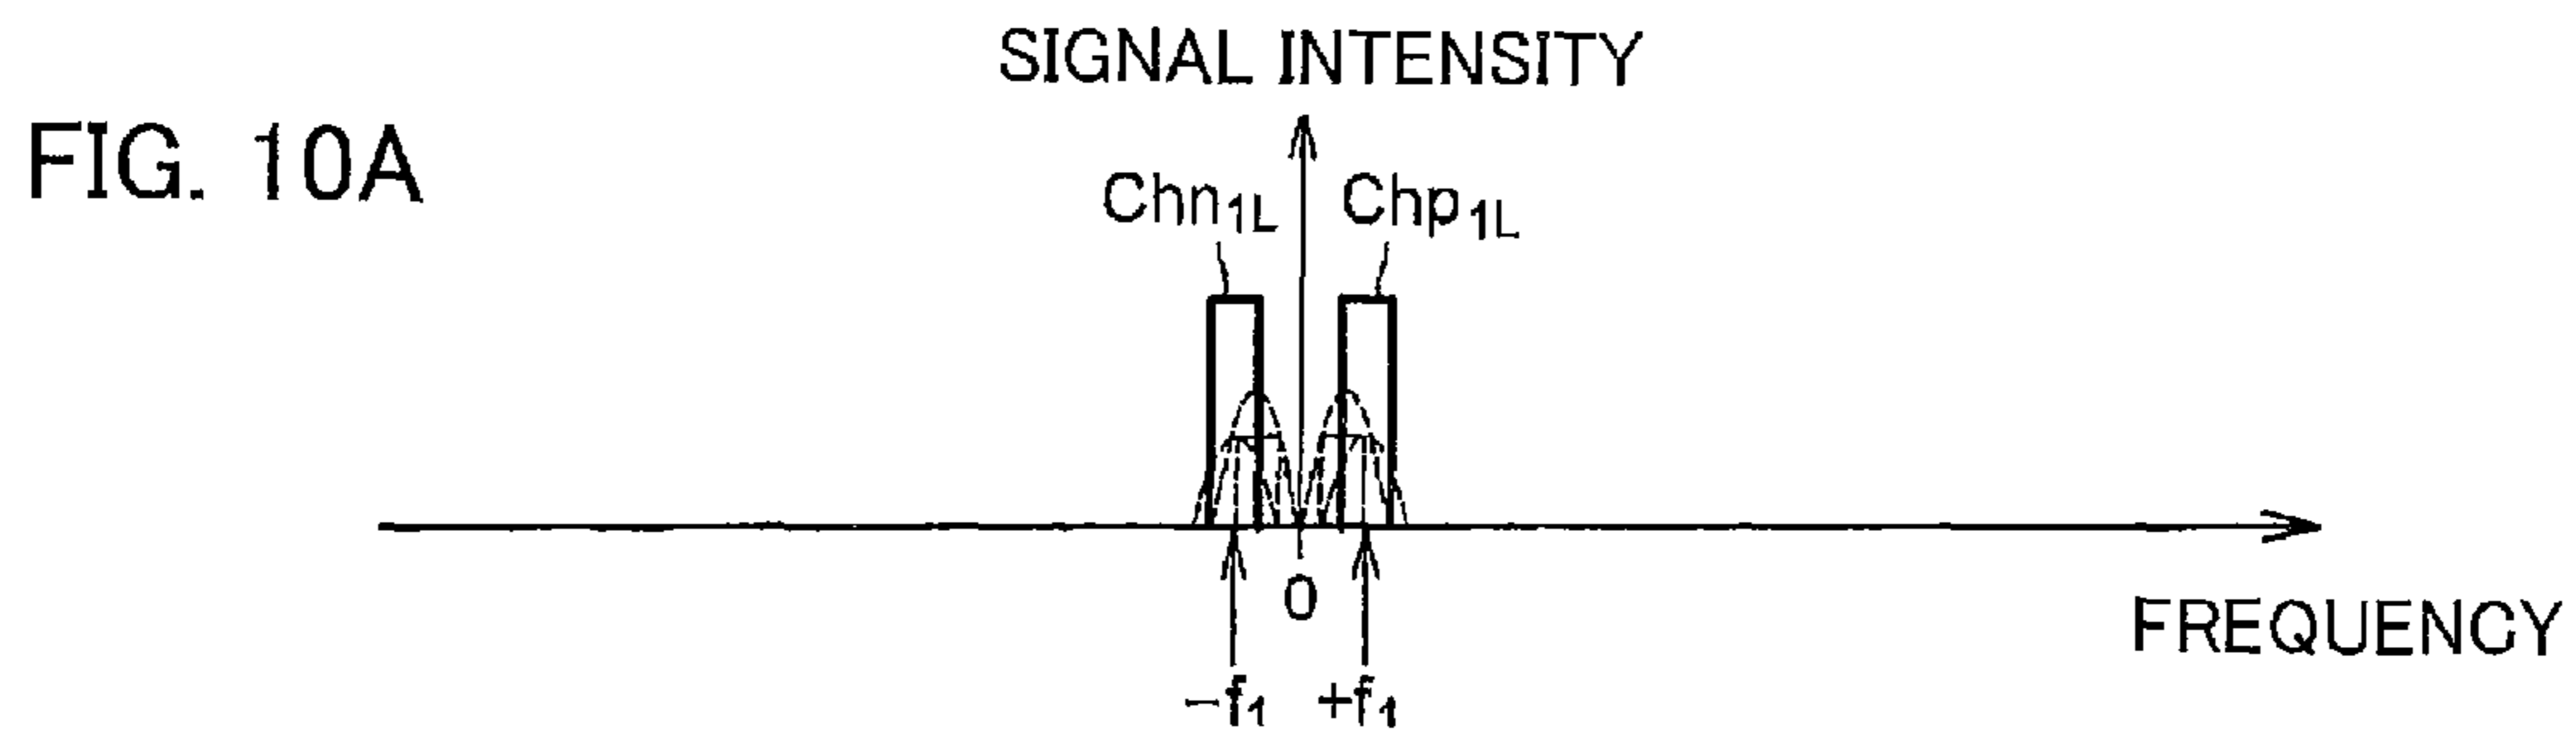 SIGNAL INTENSITY
FIG. 10A
Chn1L Chp1L
0
FREQUENCY
-f1 +f1